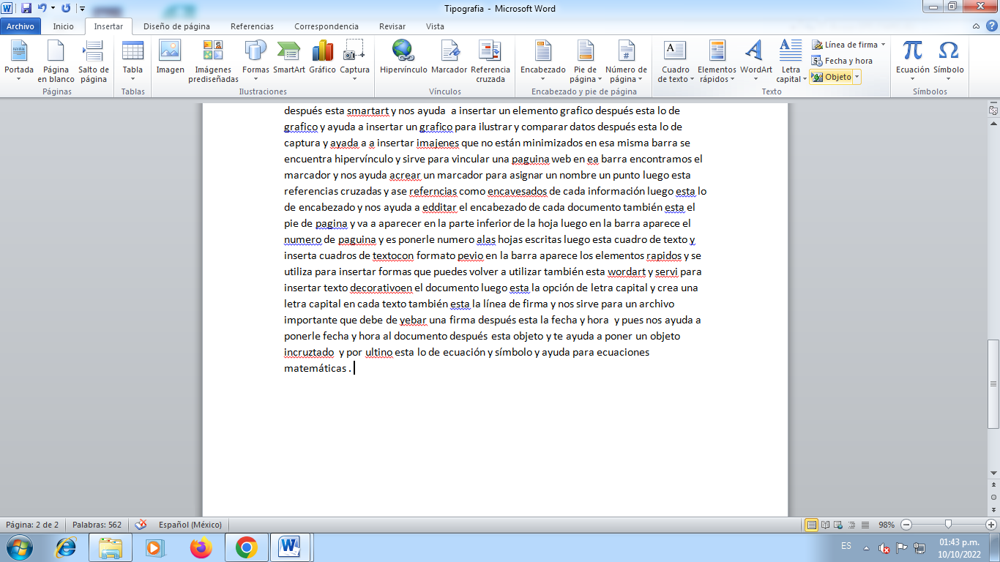 Tipografia - Microsoft Word
Archivo Inicio Insertar Diseño de página Referencias Correspondencia Revisar Vista
Portada Página en blanco Salto de página
Páginas
Tabla
Tablas
Imagen Imágenes prediseñadas Formas SmartArt Gráfico Captura
Ilustraciones
Hipervínculo Marcador Referencia cruzada
Vínculos
Encabezado Pie de página Número de página
Encabezado y pie de página
Cuadro de texto Elementos rápidos WordArt Letra capital
Línea de firma
Fecha y hora
Objeto
Texto
Ecuación Símbolo
Símbolos
después esta smartart y nos ayuda  a insertar un elemento grafico después esta lo de
grafico y ayuda a insertar un grafico para ilustrar y comparar datos después esta lo de
captura y ayada a a insertar imajenes que no están minimizados en esa misma barra se
encuentra hipervínculo y sirve para vincular una paguina web en ea barra encontramos el
marcador y nos ayuda acrear un marcador para asignar un nombre un punto luego esta
referencias cruzadas y ase referncias como encavesados de cada información luego esta lo
de encabezado y nos ayuda a edditar el encabezado de cada documento también esta el
pie de pagina y va a aparecer en la parte inferior de la hoja luego en la barra aparece el
numero de paguina y es ponerle numero alas hojas escritas luego esta cuadro de texto y
inserta cuadros de textocon formato pevio en la barra aparece los elementos rapidos y se
utiliza para insertar formas que puedes volver a utilizar también esta wordart y servi para
insertar texto decorativoen el documento luego esta la opción de letra capital y crea una
letra capital en cada texto también esta la línea de firma y nos sirve para un archivo
importante que debe de yebar una firma después esta la fecha y hora  y pues nos ayuda a
ponerle fecha y hora al documento después esta objeto y te ayuda a poner un objeto
incruztado  y por ultino esta lo de ecuación y símbolo y ayuda para ecuaciones
matemáticas .
Página: 2 de 2 Palabras: 562 Español (México) 98%
ES 01:43 p.m.
10/10/2022